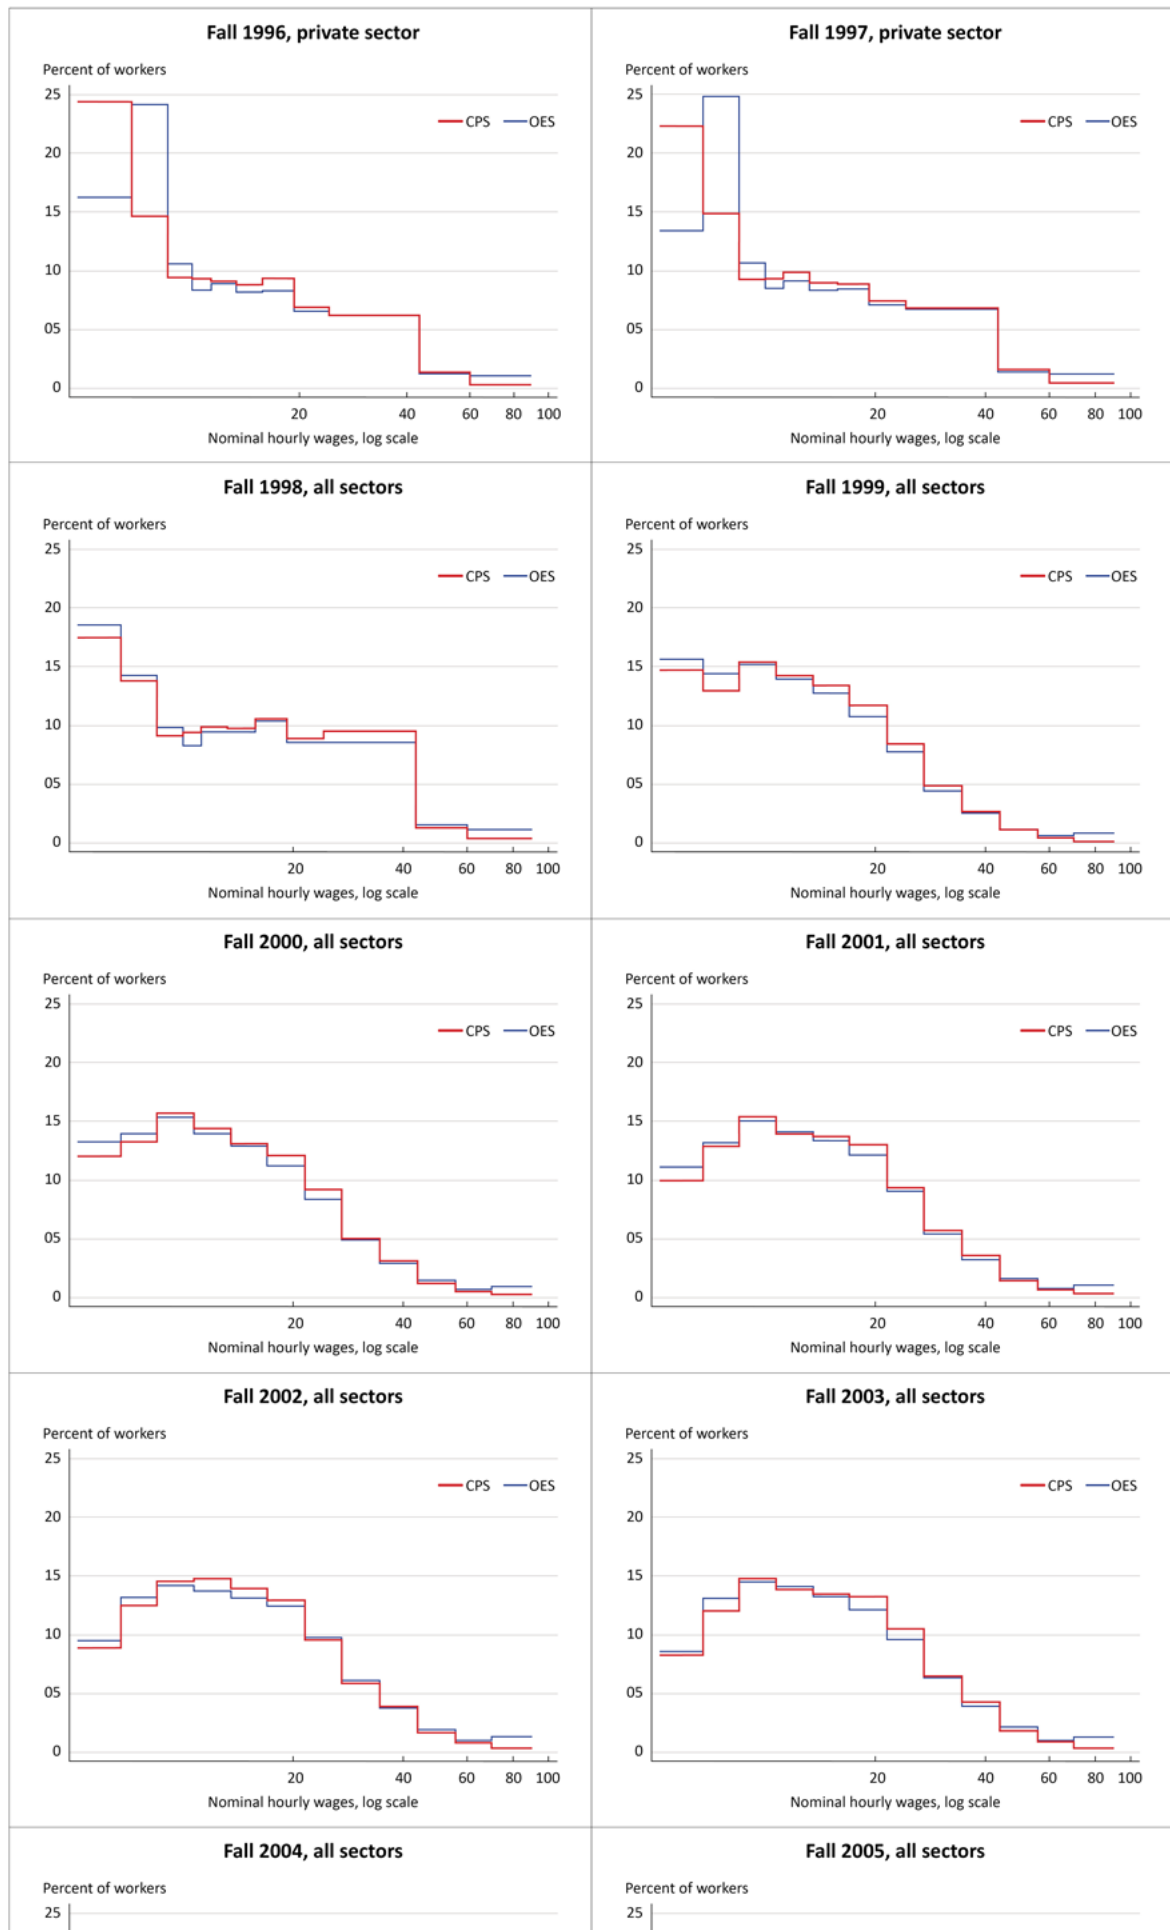 Fall 1996, private sector
Percent of workers
25
20
15
10
05
0
CPS OES
20 40 60 80 100
Nominal hourly wages, log scale
Fall 1997, private sector
Percent of workers
25
20
15
10
05
0
CPS OES
20 40 60 80 100
Nominal hourly wages, log scale
Fall 1998, all sectors
Percent of workers
25
20
15
10
05
0
CPS OES
20 40 60 80 100
Nominal hourly wages, log scale
Fall 1999, all sectors
Percent of workers
25
20
15
10
05
0
CPS OES
20 40 60 80 100
Nominal hourly wages, log scale
Fall 2000, all sectors
Percent of workers
25
20
15
10
05
0
CPS OES
20 40 60 80 100
Nominal hourly wages, log scale
Fall 2001, all sectors
Percent of workers
25
20
15
10
05
0
CPS OES
20 40 60 80 100
Nominal hourly wages, log scale
Fall 2002, all sectors
Percent of workers
25
20
15
10
05
0
CPS OES
20 40 60 80 100
Nominal hourly wages, log scale
Fall 2003, all sectors
Percent of workers
25
20
15
10
05
0
CPS OES
20 40 60 80 100
Nominal hourly wages, log scale
Fall 2004, all sectors
Percent of workers
25
Fall 2005, all sectors
Percent of workers
25